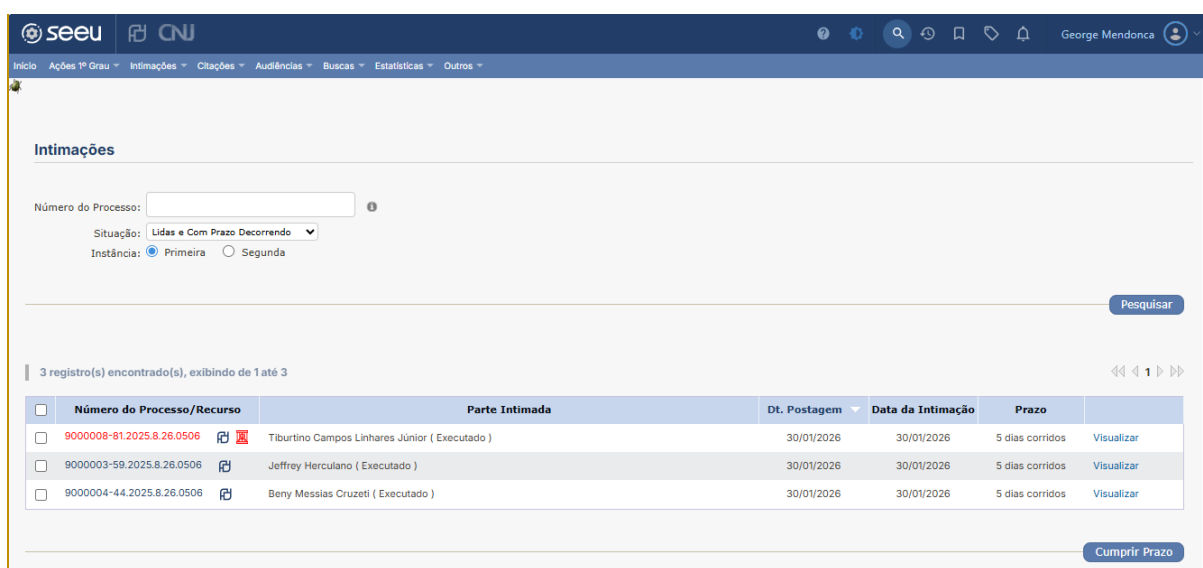 seeu CNJ George Mendonca
Início Ações 1º Grau Intimações Citações Audiências Buscas Estatísticas Outros
Intimações
Número do Processo:
Situação: Lidas e Com Prazo Decorrendo
Instância: Primeira Segunda
Pesquisar
3 registro(s) encontrado(s), exibindo de 1 até 3 1
Número do Processo/Recurso Parte Intimada Dt. Postagem Data da Intimação Prazo
9000008-81.2025.8.26.0506 Tiburtino Campos Linhares Júnior ( Executado ) 30/01/2026 30/01/2026 5 dias corridos Visualizar
9000003-59.2025.8.26.0506 Jeffrey Herculano ( Executado ) 30/01/2026 30/01/2026 5 dias corridos Visualizar
9000004-44.2025.8.26.0506 Beny Messias Cruzeti ( Executado ) 30/01/2026 30/01/2026 5 dias corridos Visualizar
Cumprir Prazo